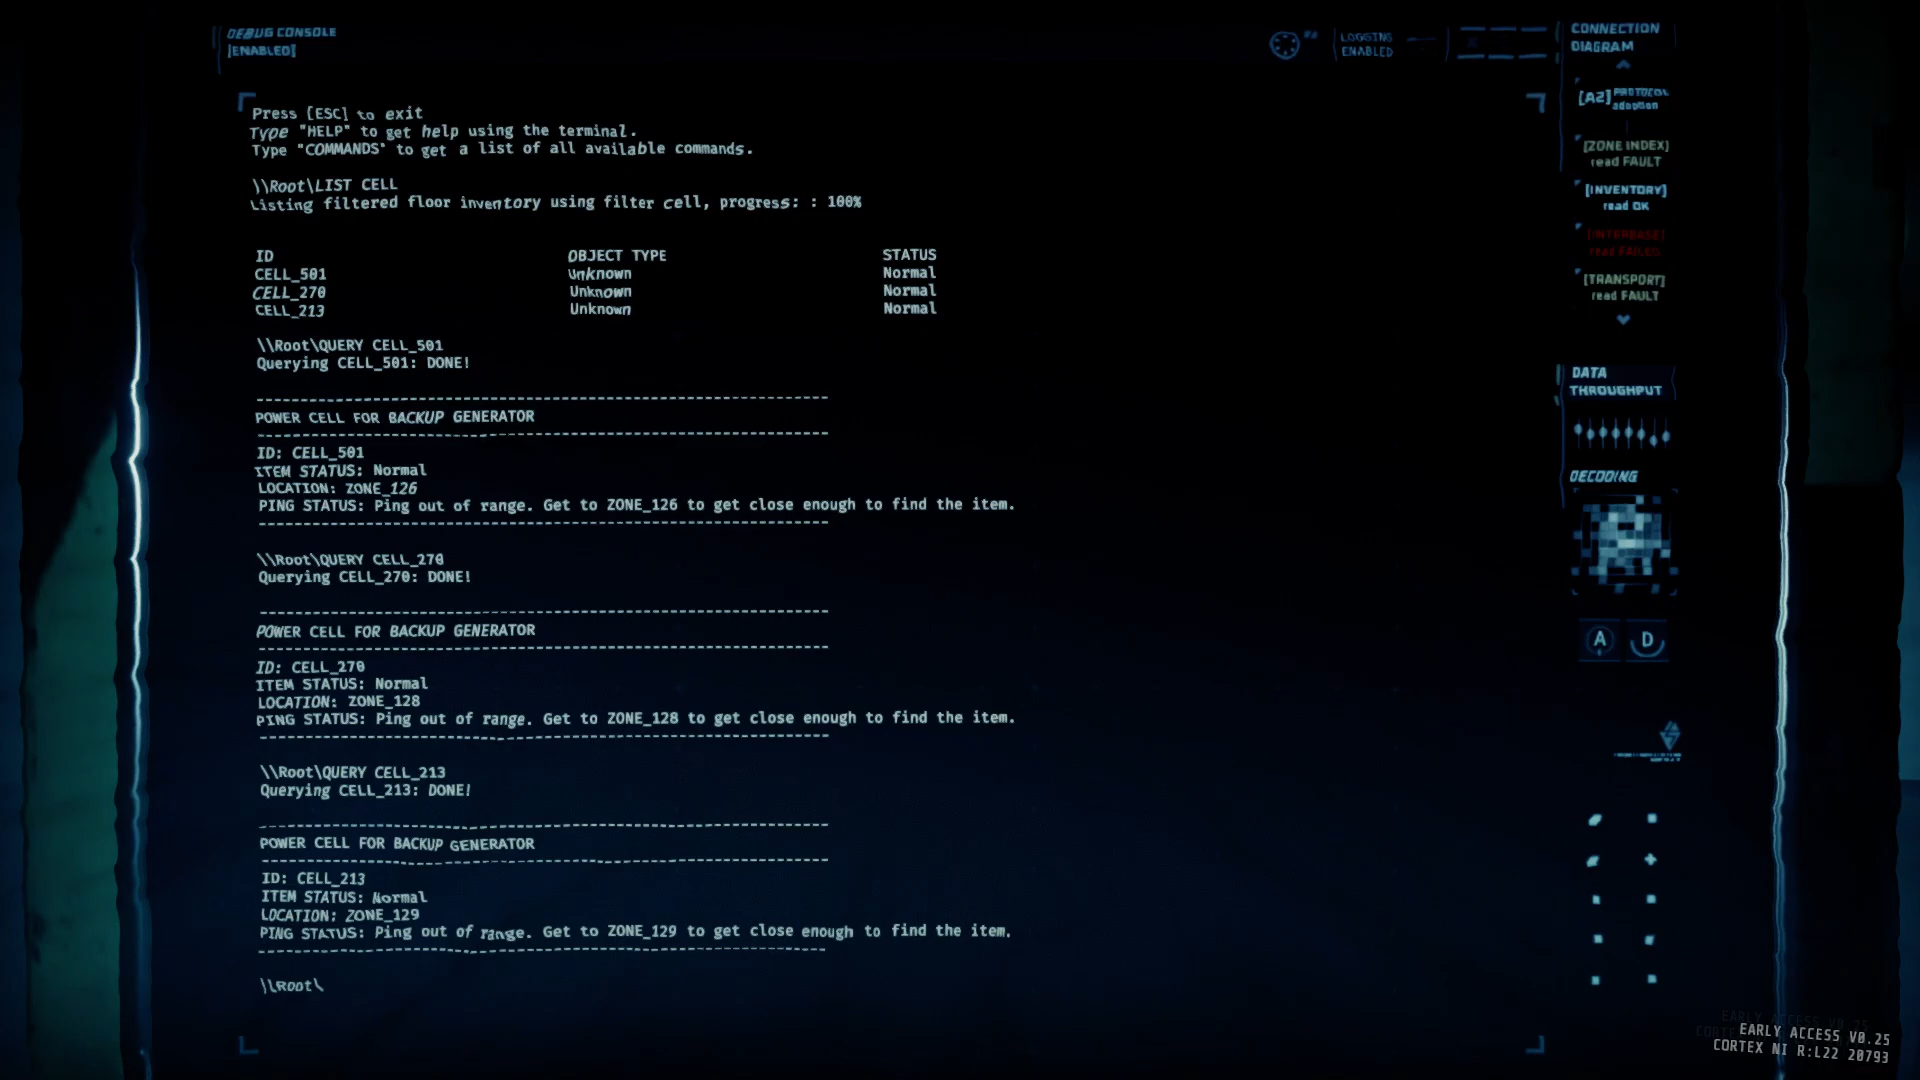 DEBUG CONSOLE
[ENABLED]
LOGGING
ENABLED
CONNECTION
DIAGRAM
Press [ESC] to exit
Type "HELP" to get help using the terminal.
Type "COMMANDS" to get a list of all available commands.
\\Root\LIST CELL
Listing filtered floor inventory using filter cell, progress: : 100%
ID OBJECT TYPE STATUS
CELL_501 Unknown Normal
CELL_270 Unknown Normal
CELL_213 Unknown Normal
\\Root\QUERY CELL_501
Querying CELL_501: DONE!
--------------------------------------------------------------
POWER CELL FOR BACKUP GENERATOR
--------------------------------------------------------------
ID: CELL_501
ITEM STATUS: Normal
LOCATION: ZONE_126
PING STATUS: Ping out of range. Get to ZONE_126 to get close enough to find the item.
--------------------------------------------------------------
\\Root\QUERY CELL_270
Querying CELL_270: DONE!
--------------------------------------------------------------
POWER CELL FOR BACKUP GENERATOR
--------------------------------------------------------------
ID: CELL_270
ITEM STATUS: Normal
LOCATION: ZONE_128
PING STATUS: Ping out of range. Get to ZONE_128 to get close enough to find the item.
--------------------------------------------------------------
\\Root\QUERY CELL_213
Querying CELL_213: DONE!
--------------------------------------------------------------
POWER CELL FOR BACKUP GENERATOR
--------------------------------------------------------------
ID: CELL_213
ITEM STATUS: Normal
LOCATION: ZONE_129
PING STATUS: Ping out of range. Get to ZONE_129 to get close enough to find the item.
--------------------------------------------------------------
\\Root\
[A2] PROTOCOL
adaption
[ZONE INDEX]
read FAULT
[INVENTORY]
read OK
[INTRABASE]
read FAILED
[TRANSPORT]
read FAULT
DATA
THROUGHPUT
DECODING
A D
EARLY ACCESS V0.25
CORTEX NI R:L22 20793